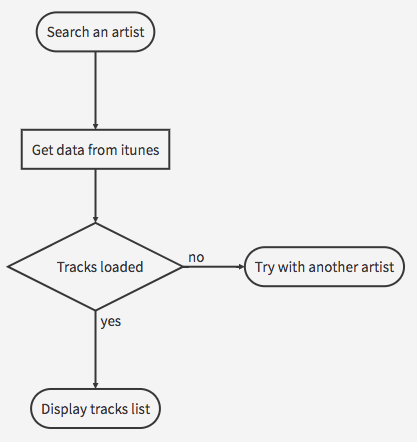 Search an artist
Get data from itunes
Tracks loaded
no
Try with another artist
yes
Display tracks list